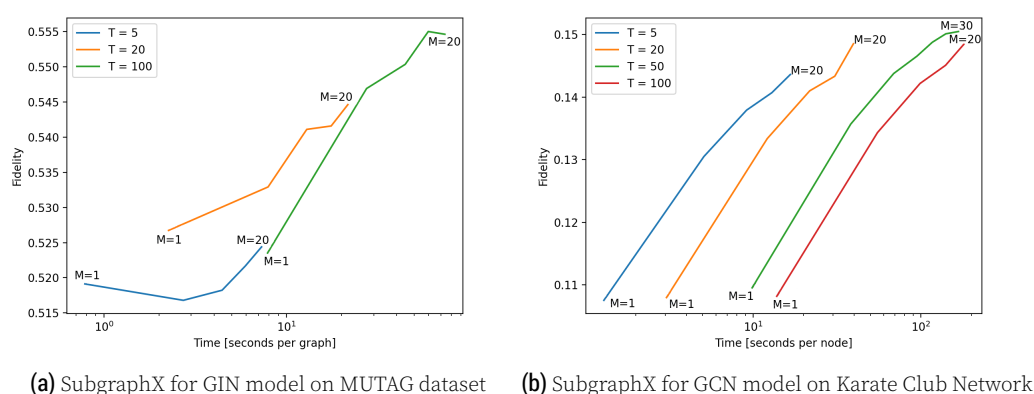 0.555
0.550
0.545
0.540
0.535
0.530
0.525
0.520
0.515
Fidelity
T = 5
T = 20
T = 100
M=20
M=20
M=1
M=20
M=1
M=1
10⁰
10¹
Time [seconds per graph]
(a) SubgraphX for GIN model on MUTAG dataset
0.15
0.14
0.13
0.12
0.11
Fidelity
T = 5
T = 20
T = 50
T = 100
M=30
M=20
M=20
M=20
M=1
M=1
M=1
M=1
10¹
10²
Time [seconds per node]
(b) SubgraphX for GCN model on Karate Club Network